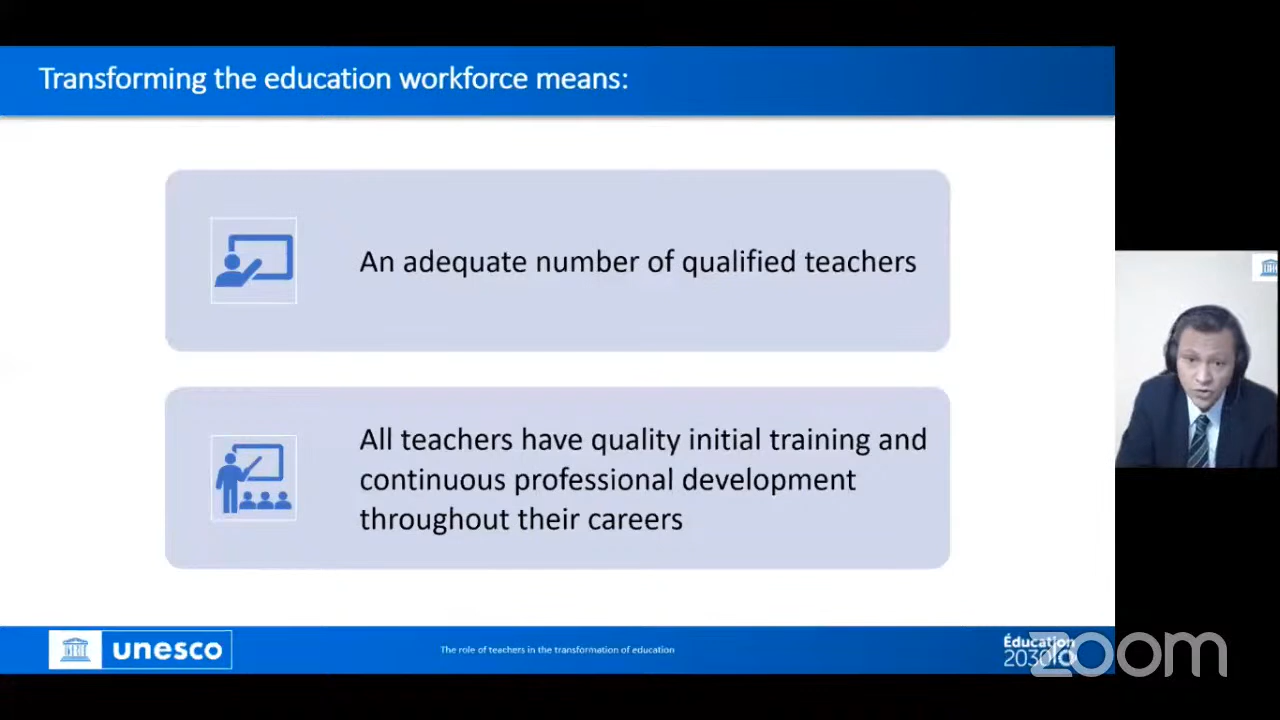 Transforming the education workforce means:
An adequate number of qualified teachers
All teachers have quality initial training and
continuous professional development
throughout their careers
unesco
The role of teachers in the transformation of education
Éducation
2030
zoom